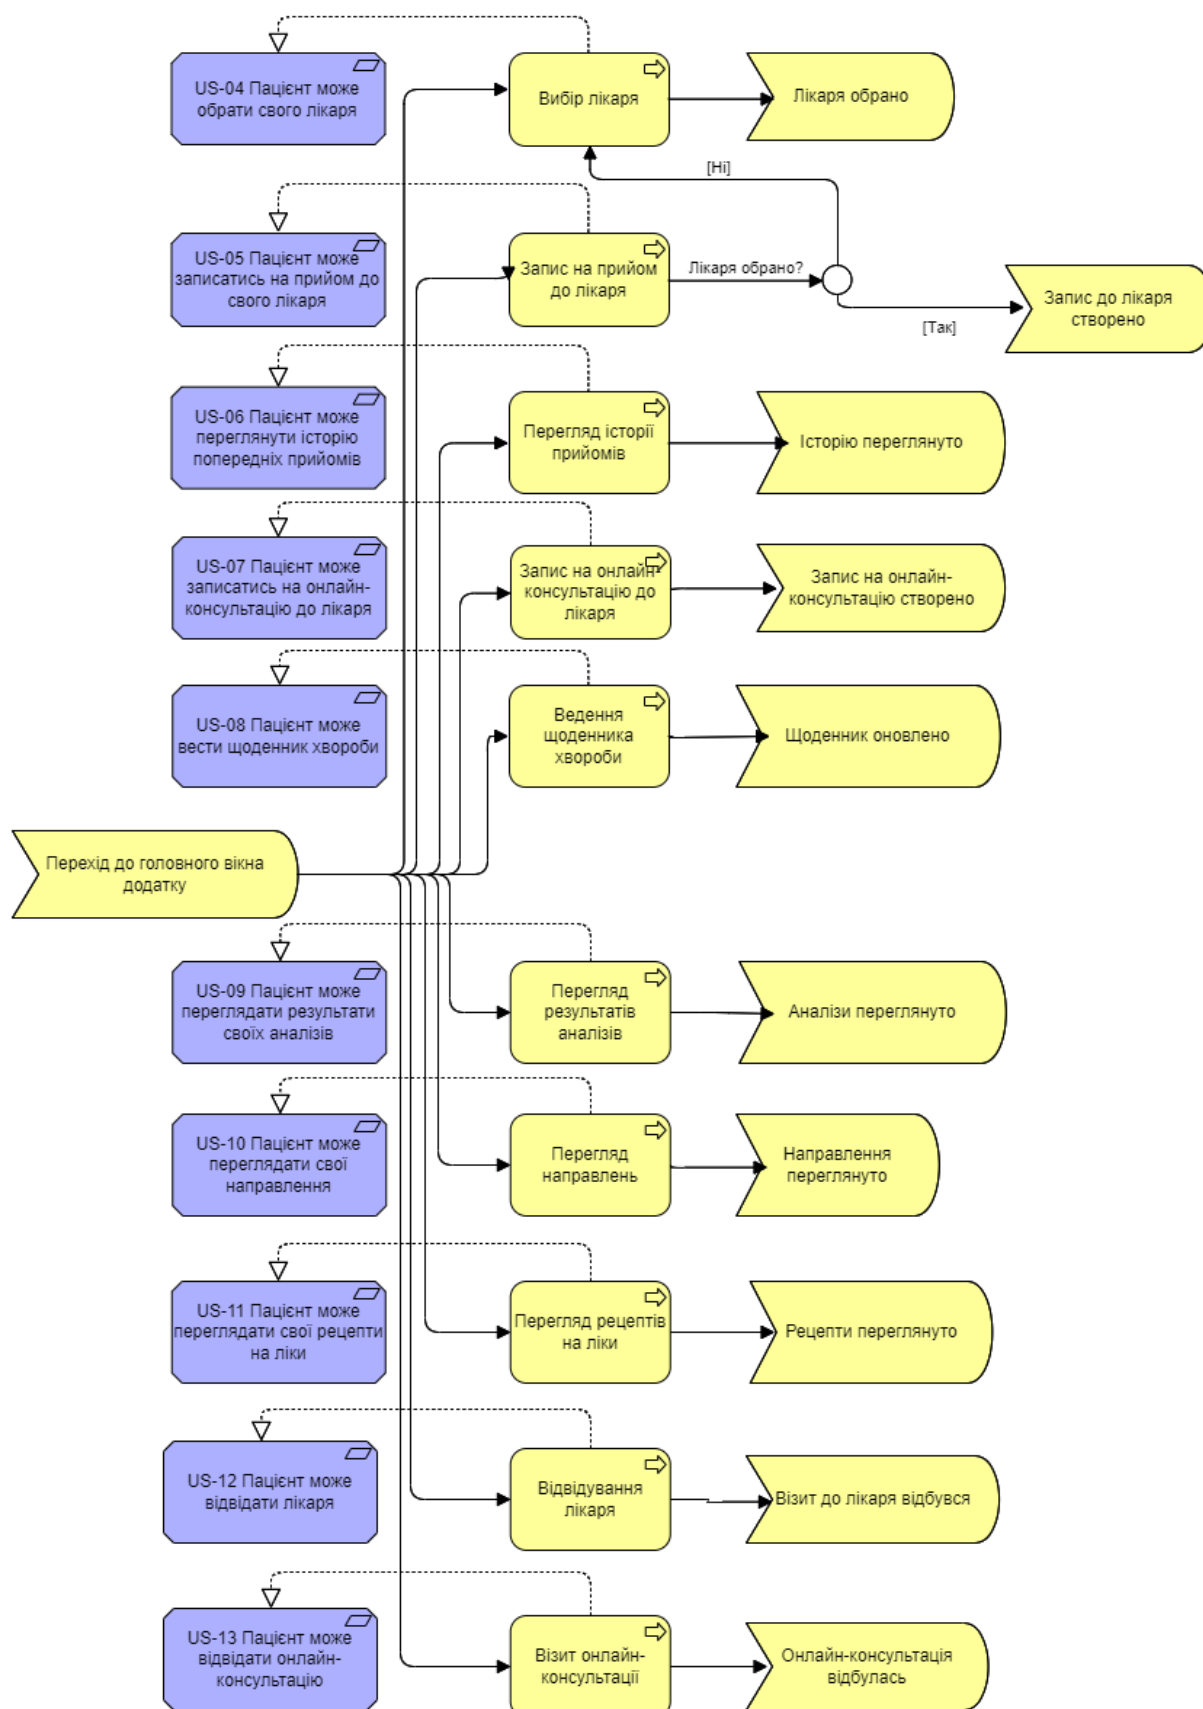 US-04 Пацієнт може
обрати свого лікаря
Вибір лікаря
Лікаря обрано
[Ні]
US-05 Пацієнт може
записатись на прийом до
свого лікаря
Запис на прийом
до лікаря
Лікаря обрано?
[Так]
Запис до лікаря
створено
US-06 Пацієнт може
переглянути історію
попередніх прийомів
Перегляд історії
прийомів
Історію переглянуто
US-07 Пацієнт може
записатись на онлайн-
консультацію до лікаря
Запис на онлайн-
консультацію до
лікаря
Запис на онлайн-
консультацію створено
US-08 Пацієнт може
вести щоденник хвороби
Ведення
щоденника
хвороби
Щоденник оновлено
Перехід до головного вікна
додатку
US-09 Пацієнт може
переглядати результати
своїх аналізів
Перегляд
результатів
аналізів
Аналізи переглянуто
US-10 Пацієнт може
переглядати свої
направлення
Перегляд
направлень
Направлення
переглянуто
US-11 Пацієнт може
переглядати свої рецепти
на ліки
Перегляд рецептів
на ліки
Рецепти переглянуто
US-12 Пацієнт може
відвідати лікаря
Відвідування
лікаря
Візит до лікаря відбувся
US-13 Пацієнт може
відвідати онлайн-
консультацію
Візит онлайн-
консультації
Онлайн-консультація
відбулась